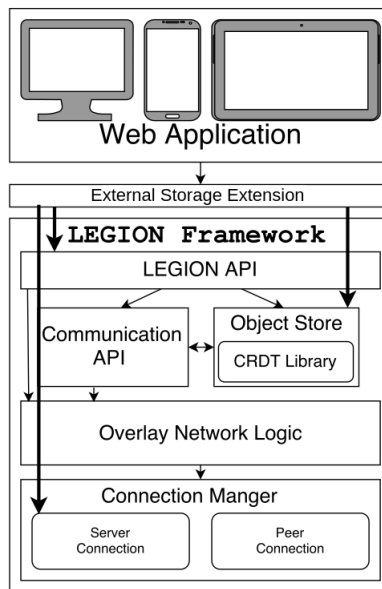 Web Application
External Storage Extension
LEGION Framework
LEGION API
Communication
API
Object Store
CRDT Library
Overlay Network Logic
Connection Manger
Server
Connection
Peer
Connection